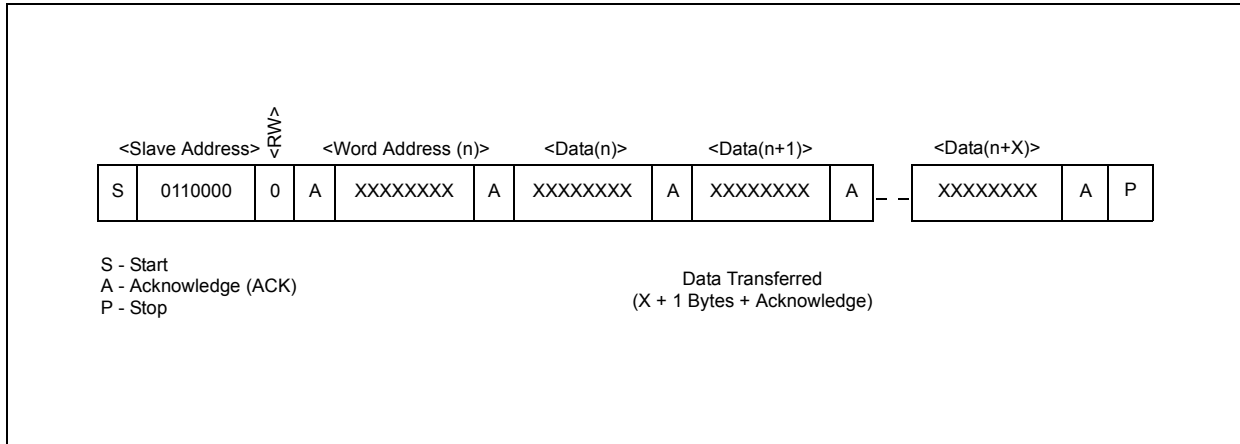 <Slave Address> <RW> <Word Address (n)> <Data(n)> <Data(n+1)> <Data(n+X)>
S 0110000 0 A XXXXXXXX A XXXXXXXX A XXXXXXXX A XXXXXXXX A P
S - Start
A - Acknowledge (ACK)
P - Stop
Data Transferred
(X + 1 Bytes + Acknowledge)